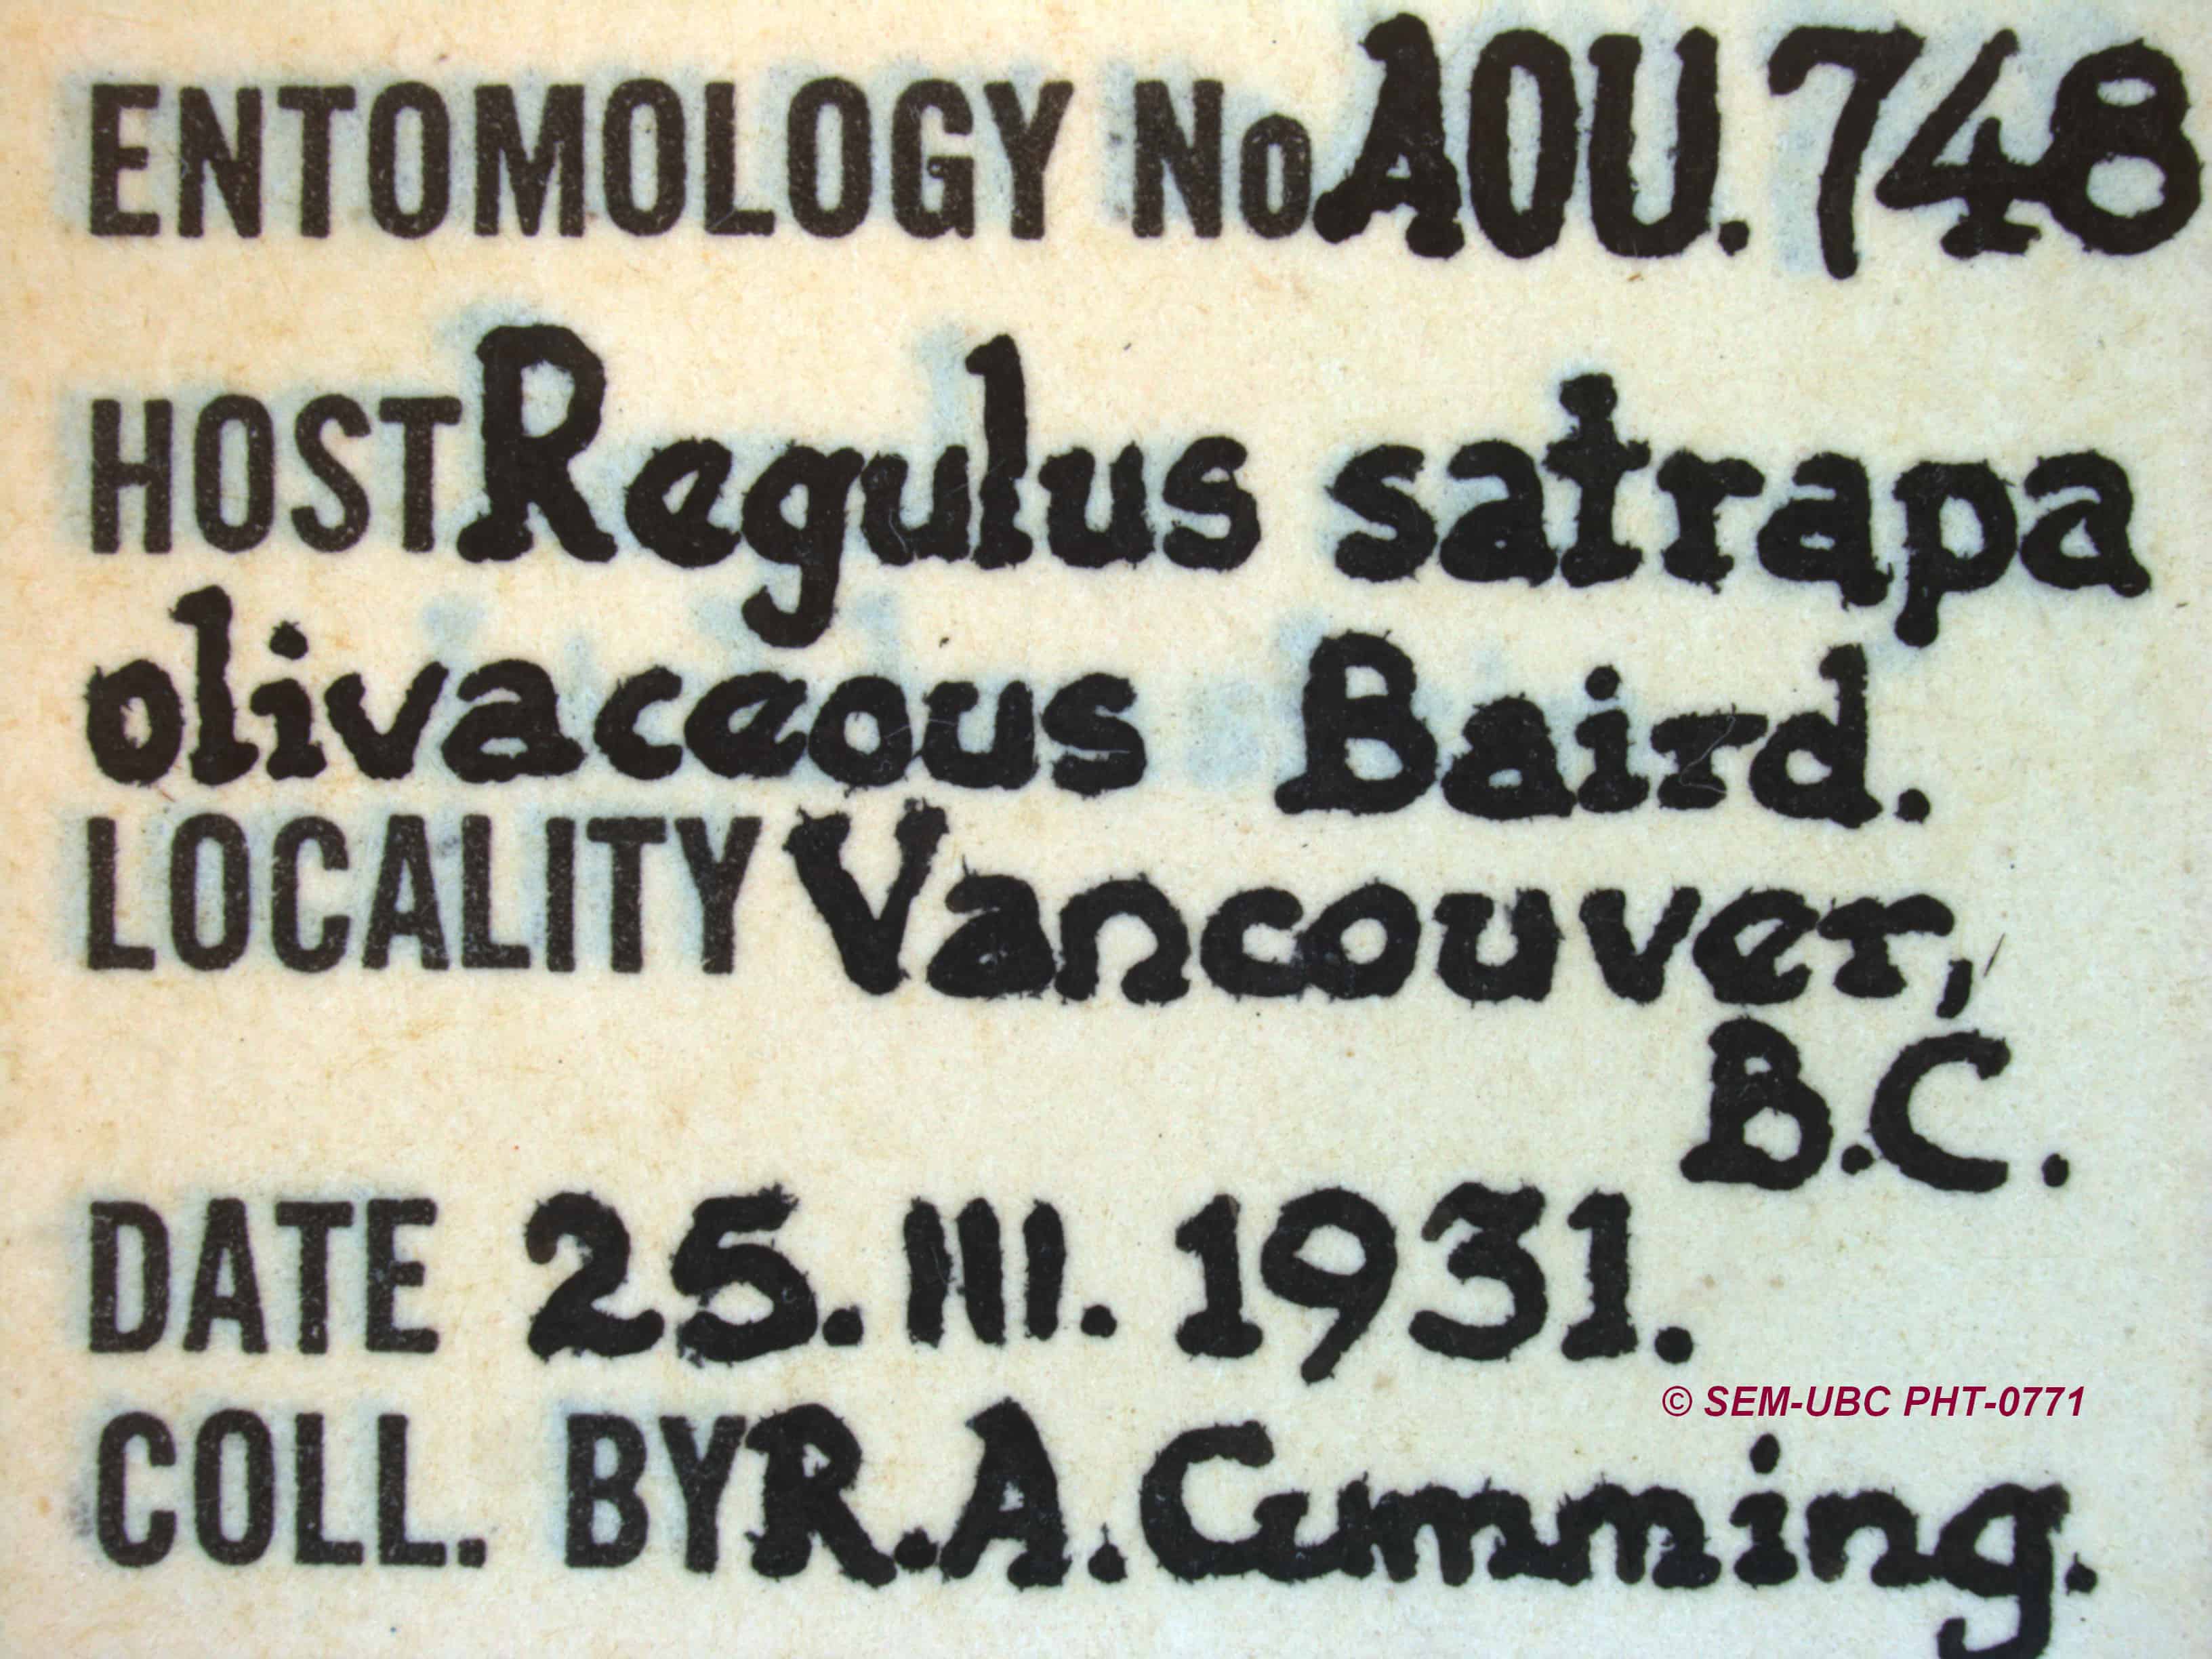 ENTOMOLOGY No AOU. 748
HOST Regulus satrapa
olivaceous Baird.
LOCALITY Vancouver,
B.C.
DATE 25. III. 1931.
© SEM-UBC PHT-0771
COLL. BY R.A. Cumming.